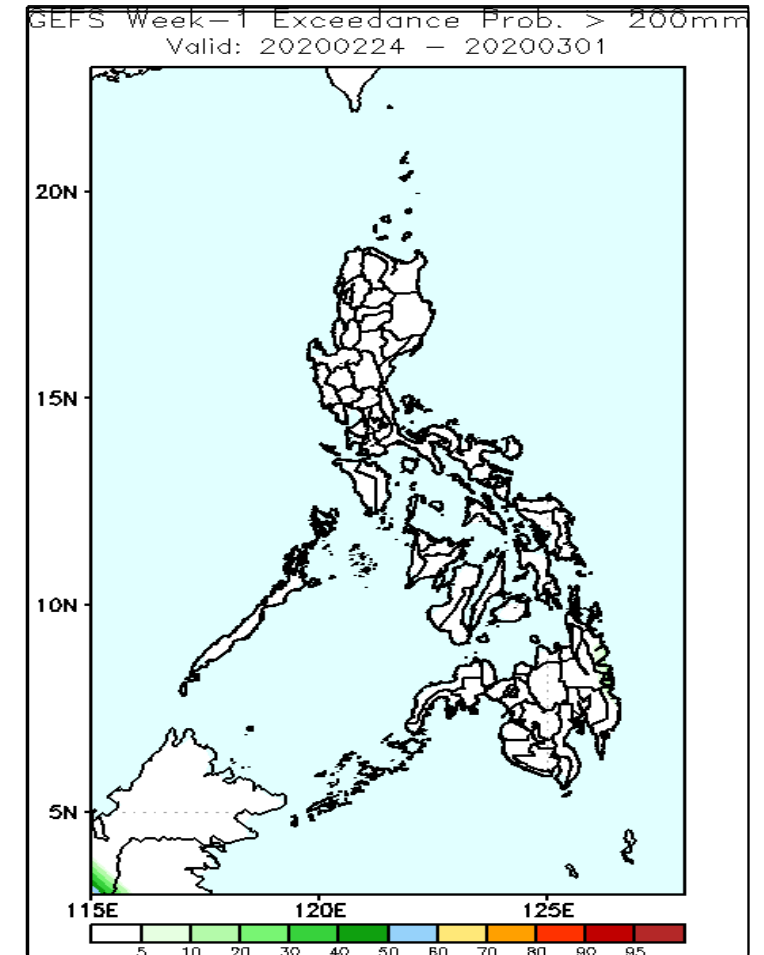 GEFS Week-1 Exceedance Prob. > 200mm
Valid: 20200224 - 20200301
20N
15N
10N
5N
115E 120E 125E
5 10 20 30 40 50 60 70 80 90 95